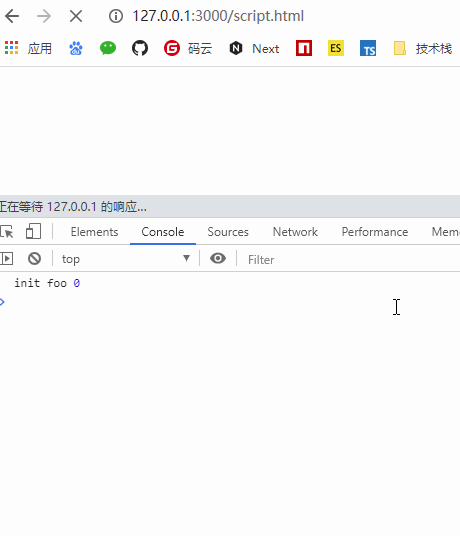 127.0.0.1:3000/script.html
应用 码云 Next ES TS 技术栈
正在等待 127.0.0.1 的响应...
Elements Console Sources Network Performance Mem
top Filter
init foo 0